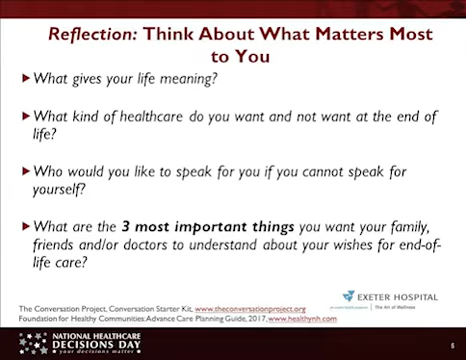 Reflection: Think About What Matters Most
to You
What gives your life meaning?
What kind of healthcare do you want and not want at the end of
life?
Who would you like to speak for you if you cannot speak for
yourself?
What are the 3 most important things you want your family,
friends and/or doctors to understand about your wishes for end-of-
life care?
EXETER HOSPITAL
The Art of Wellness
The Conversation Project, Conversation Starter Kit, www.theconversationproject.org
Foundation for Healthy Communities Advance Care Planning Guide, 2017, www.healthynh.com
NATIONAL HEALTHCARE
DECISIONS DAY
your decisions matter
6